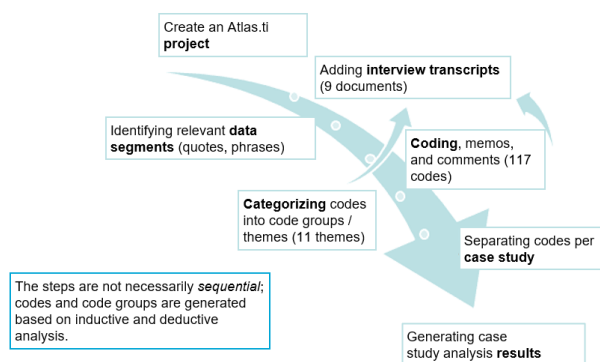 Create an Atlas.ti
project
Adding interview transcripts
(9 documents)
Identifying relevant data
segments (quotes, phrases)
Coding, memos,
and comments (117
codes)
Categorizing codes
into code groups /
themes (11 themes)
Separating codes per
case study
The steps are not necessarily sequential;
codes and code groups are generated
based on inductive and deductive
analysis.
Generating case
study analysis results